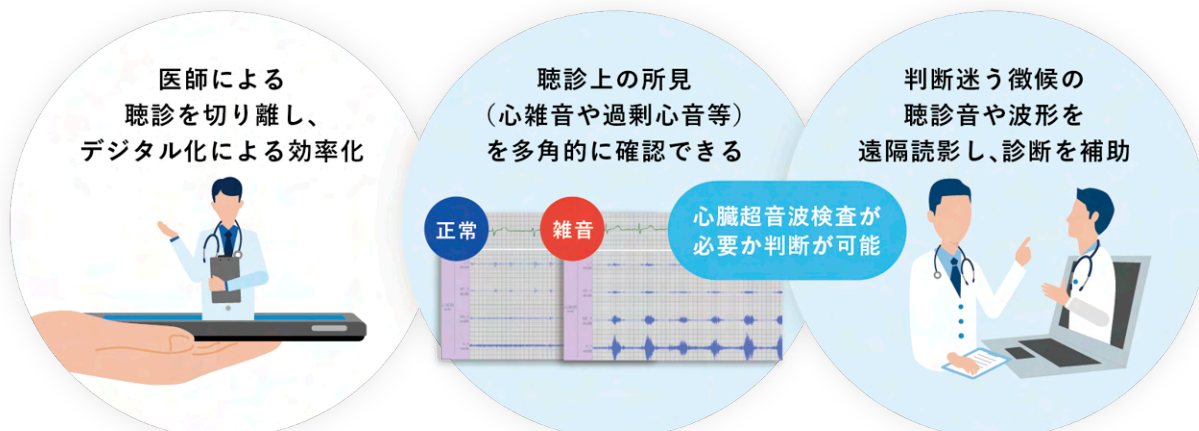 医師による
聴診を切り離し、
デジタル化による効率化
聴診上の所見
（心雑音や過剰心音等）
を多角的に確認できる
正常
雑音
心臓超音波検査が
必要か判断が可能
判断迷う徴候の
聴診音や波形を
遠隔読影し、診断を補助